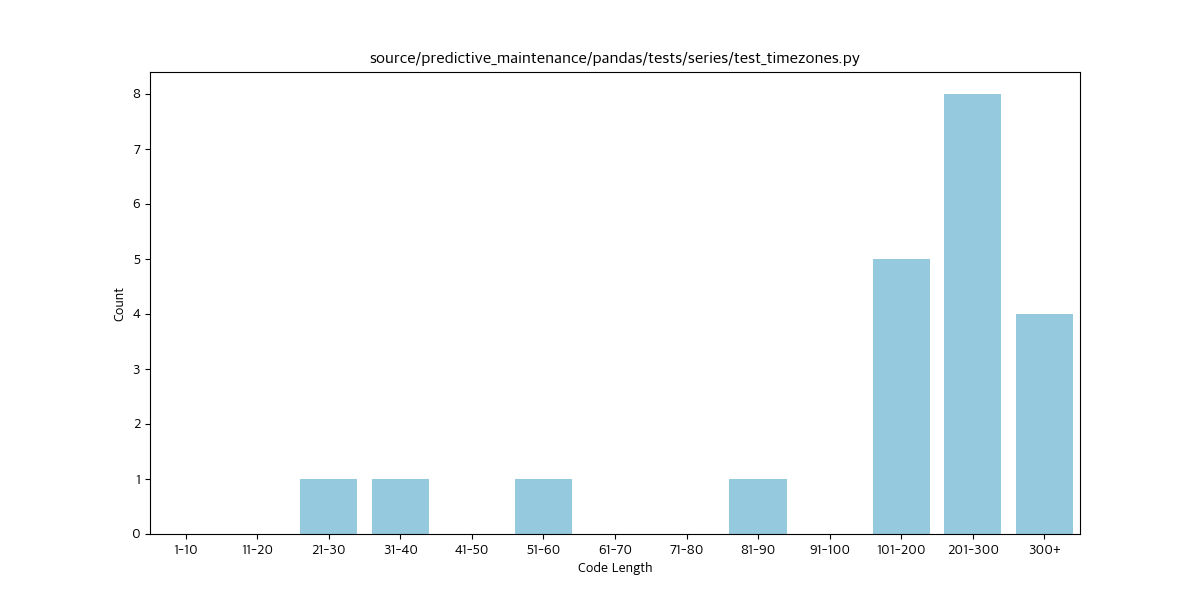 source/predictive_maintenance/pandas/tests/series/test_timezones.py
8
7
6
5
4
3
2
1
0
Count
1-10 11-20 21-30 31-40 41-50 51-60 61-70 71-80 81-90 91-100 101-200 201-300 300+
Code Length